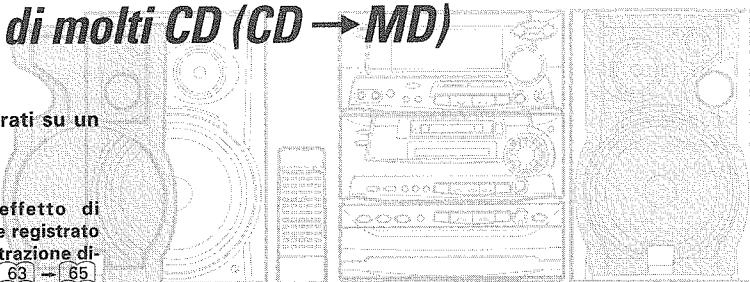 di molti CD (CD → MD)
rati su un
effetto di
e registrato
trazione di-
63 – 65